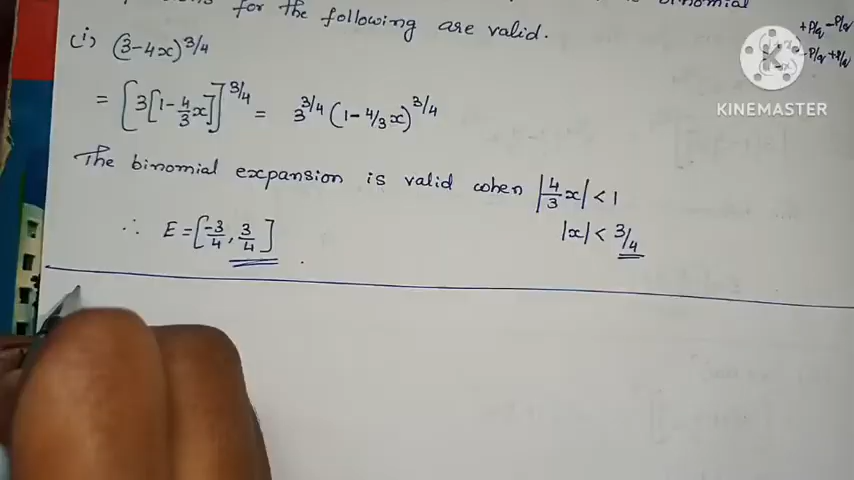 for the following are valid.
(i) (3-4x)^3/4
= [3[1-4/3x]]^3/4 = 3^3/4 (1-4/3x)^3/4
The binomial expansion is valid when |4/3x| < 1
|x| < 3/4
∴ E = [-3/4, 3/4].
KINEMASTER